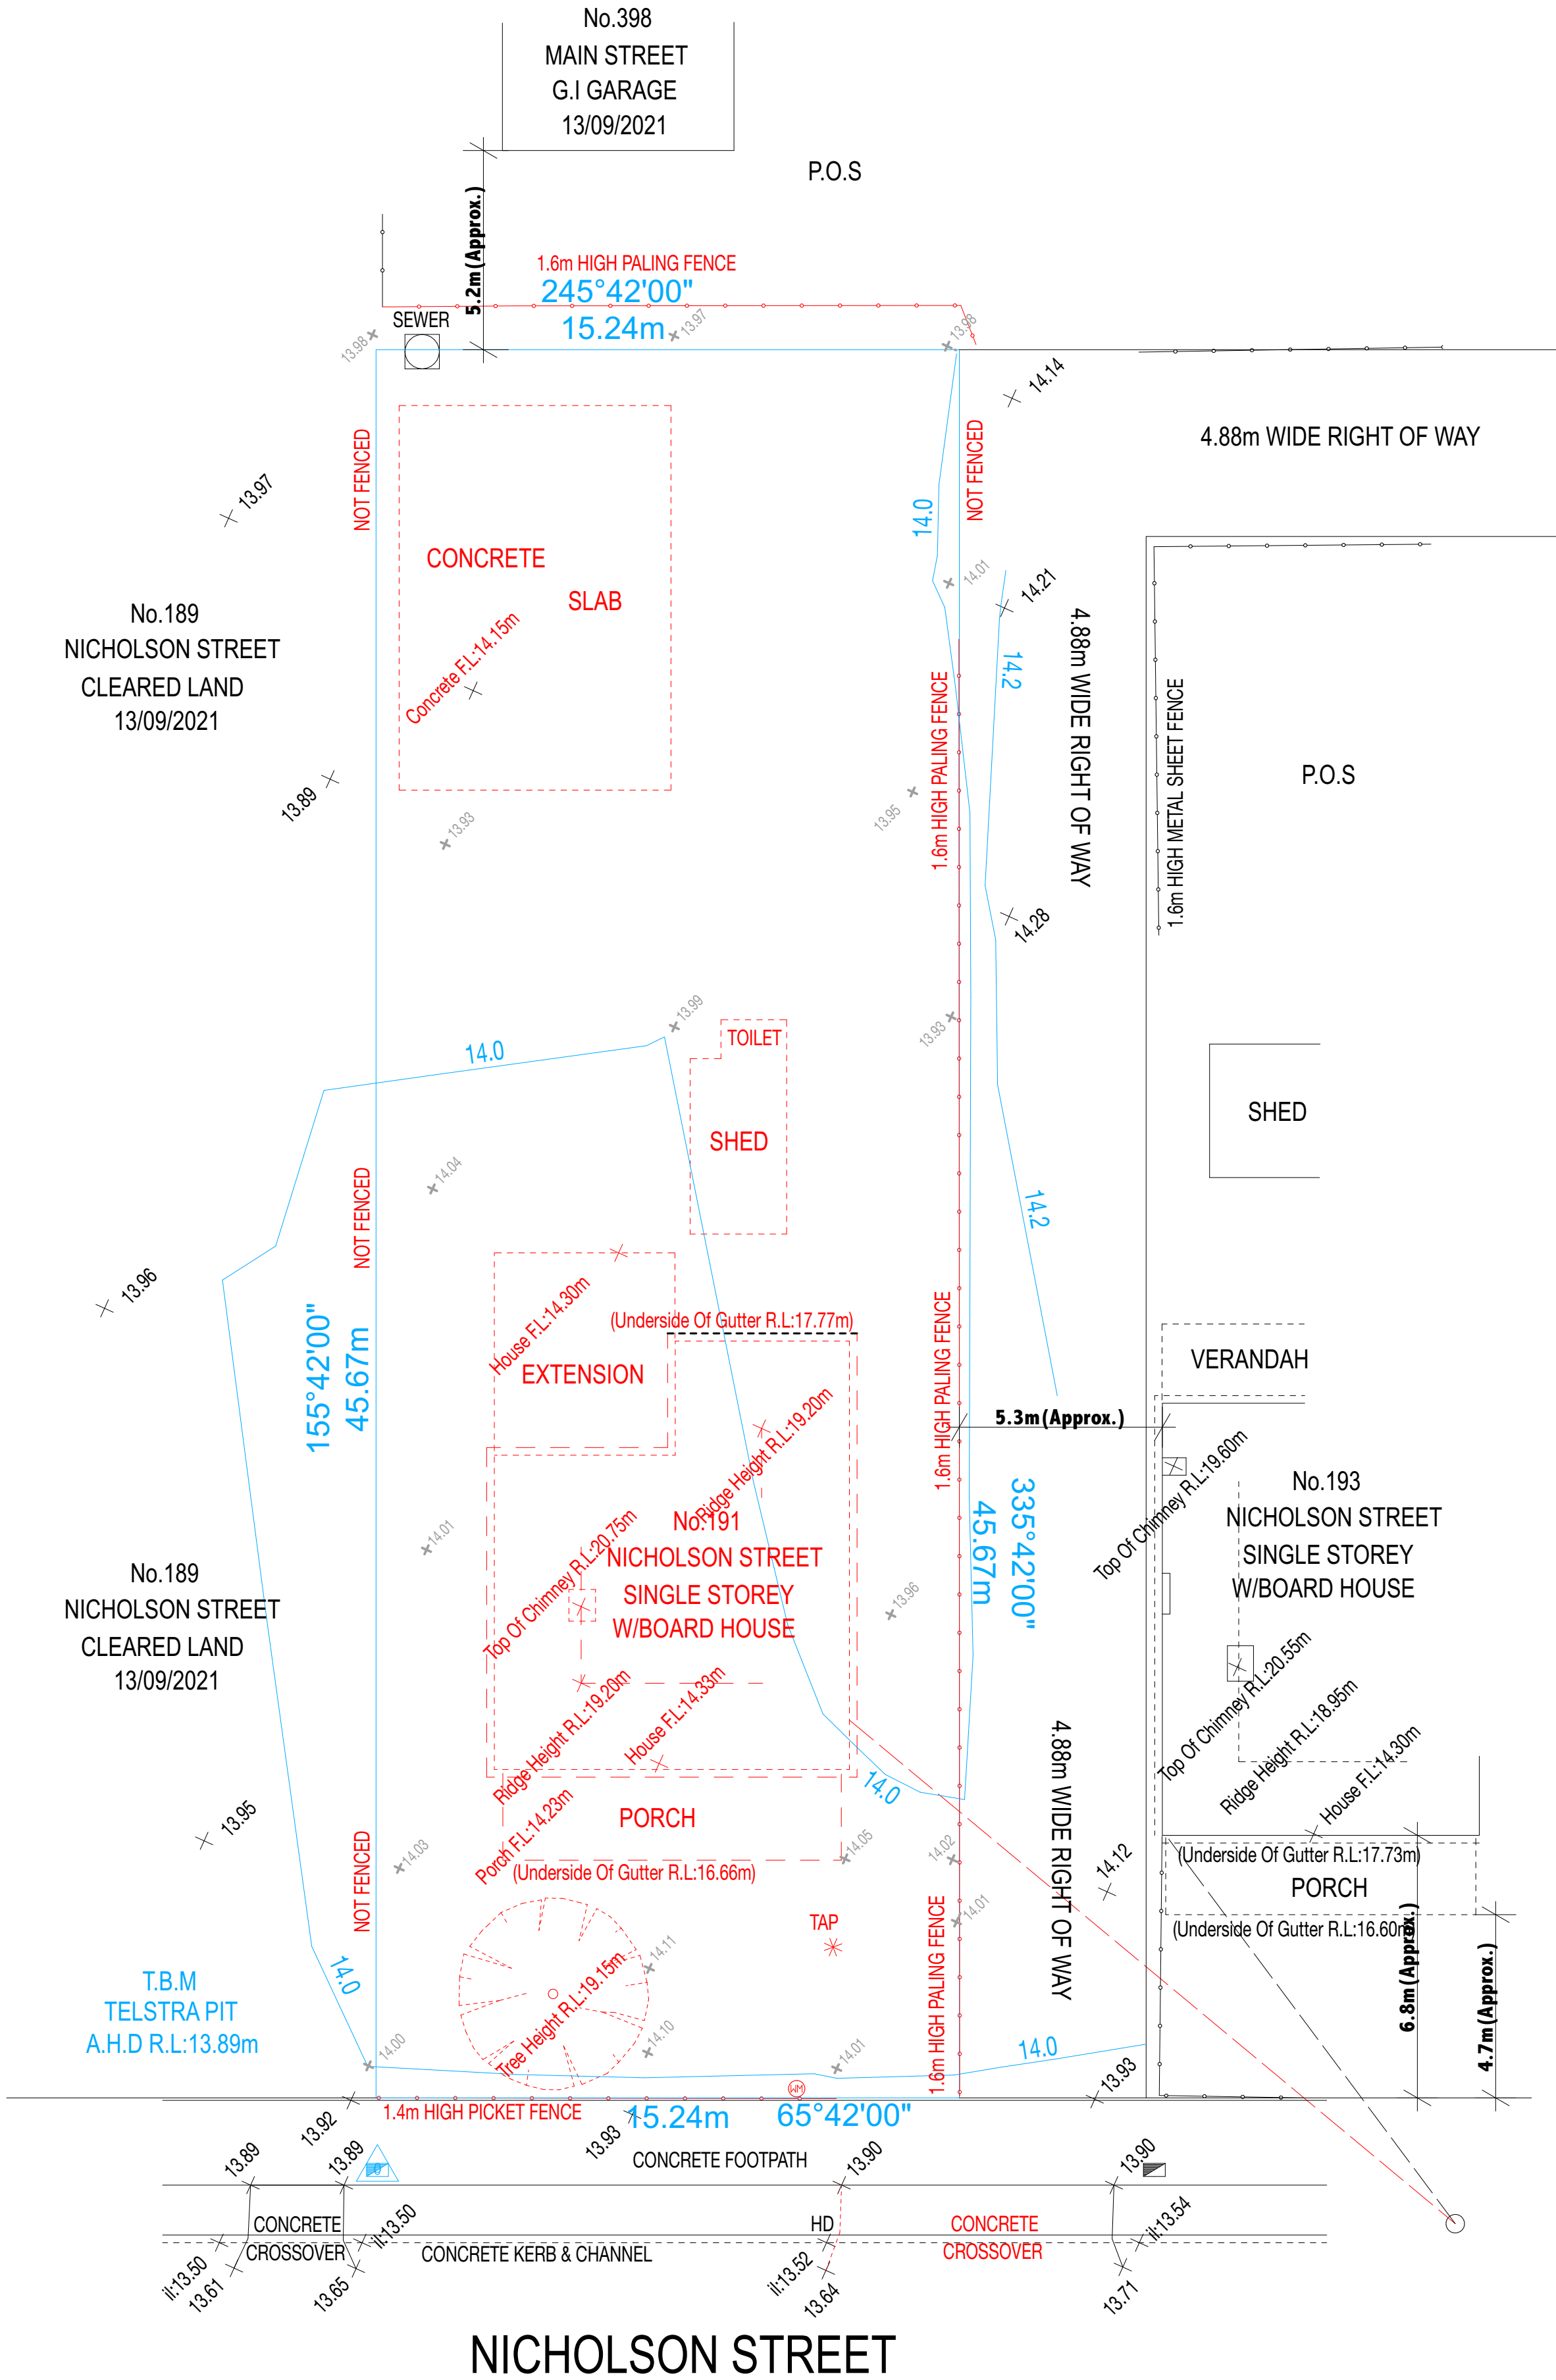 No.398
MAIN STREET
G.I GARAGE
13/09/2021
P.O.S
5.2m(Approx.)
1.6m HIGH PALING FENCE
245°42'00"
15.24m
SEWER
13.98
13.97
13.98
14.14
4.88m WIDE RIGHT OF WAY
NOT FENCED
NOT FENCED
13.97
14.0
CONCRETE
SLAB
Concrete F.L:14.15m
14.01
14.21
14.2
No.189
NICHOLSON STREET
CLEARED LAND
13/09/2021
4.88m WIDE RIGHT OF WAY
1.6m HIGH PALING FENCE
1.6m HIGH METAL SHEET FENCE
P.O.S
13.89
13.93
13.95
14.28
13.99
13.93
14.0
TOILET
SHED
SHED
14.04
NOT FENCED
14.2
13.96
House F.L:14.30m
(Underside Of Gutter R.L:17.77m)
EXTENSION
VERANDAH
155°42'00"
45.67m
1.6m HIGH PALING FENCE
5.3m(Approx.)
Ridge Height R.L:19.20m
Top Of Chimney R.L:19.60m
335°42'00"
45.67m
No.193
NICHOLSON STREET
SINGLE STOREY
W/BOARD HOUSE
14.01
Top Of Chimney R.L:20.75m
No.191
NICHOLSON STREET
SINGLE STOREY
W/BOARD HOUSE
13.96
No.189
NICHOLSON STREET
CLEARED LAND
13/09/2021
Ridge Height R.L:19.20m
House F.L:14.33m
Top Of Chimney R.L:20.55m
Ridge Height R.L:18.95m
House F.L:14.30m
14.0
4.88m WIDE RIGHT OF WAY
13.95
Porch F.L:14.23m
PORCH
(Underside Of Gutter R.L:16.66m)
14.03
14.05
14.02
14.12
(Underside Of Gutter R.L:17.73m)
PORCH
(Underside Of Gutter R.L:16.60m)
NOT FENCED
TAP
14.01
1.6m HIGH PALING FENCE
6.8m(Approx.)
4.7m(Approx.)
14.11
Tree Height R.L:19.15m
14.0
T.B.M
TELSTRA PIT
A.H.D R.L:13.89m
14.00
14.10
14.01
14.0
13.93
WM
13.92
1.4m HIGH PICKET FENCE
15.24m
65°42'00"
13.93
13.89
13.89
CONCRETE FOOTPATH
13.90
13.90
CONCRETE
CROSSOVER
il:13.50
13.61
il:13.50
13.65
CONCRETE KERB & CHANNEL
HD
il:13.52
13.64
CONCRETE
CROSSOVER
il:13.54
13.71
NICHOLSON STREET